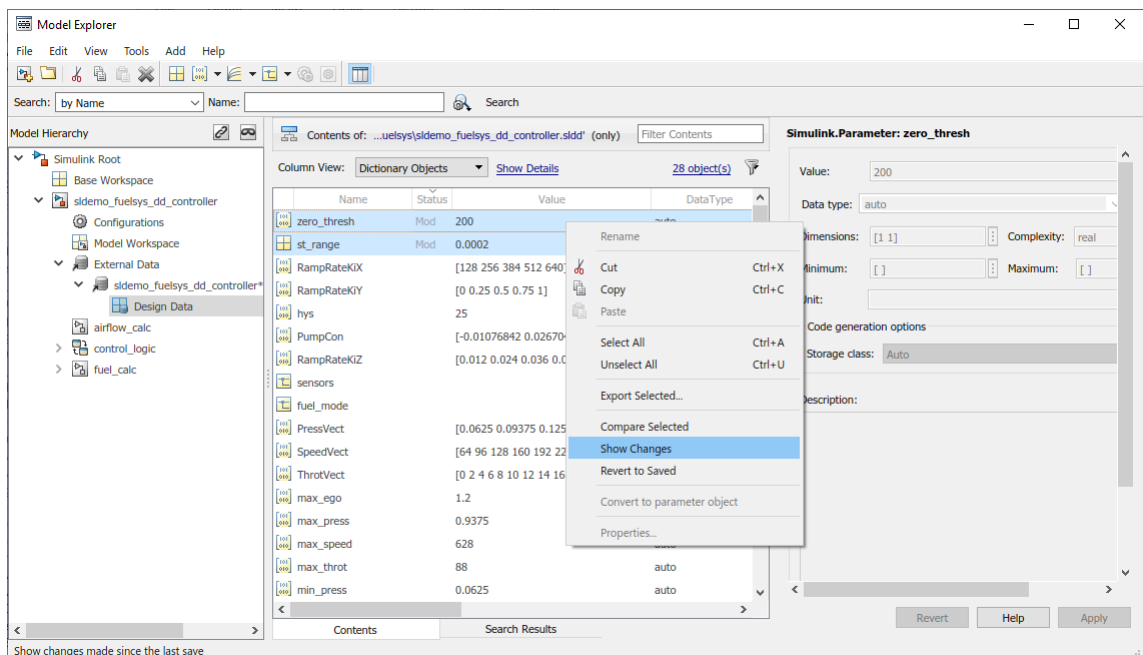 Model Explorer
File Edit View Tools Add Help
Search: by Name Name: Search
Model Hierarchy
Simulink Root
Base Workspace
sldemo_fuelsys_dd_controller
Configurations
Model Workspace
External Data
sldemo_fuelsys_dd_controller*
Design Data
airflow_calc
control_logic
fuel_calc
Contents of: ...uelsys\sldemo_fuelsys_dd_controller.sldd' (only) Filter Contents
Column View: Dictionary Objects Show Details 28 object(s)
Name Status Value DataType
zero_thresh Mod 200 auto
st_range Mod 0.0002
RampRateKiX [128 256 384 512 640]
RampRateKiY [0 0.25 0.5 0.75 1]
hys 25
PumpCon [-0.01076842 0.02670
RampRateKiZ [0.012 0.024 0.036 0.0
sensors
fuel_mode
PressVect [0.0625 0.09375 0.125
SpeedVect [64 96 128 160 192 22
ThrotVect [0 2 4 6 8 10 12 14 16
max_ego 1.2
max_press 0.9375
max_speed 628
max_throt 88 auto
min_press 0.0625 auto
Contents Search Results
Rename
Cut Ctrl+X
Copy Ctrl+C
Paste
Select All Ctrl+A
Unselect All Ctrl+U
Export Selected...
Compare Selected
Show Changes
Revert to Saved
Convert to parameter object
Properties...
Simulink.Parameter: zero_thresh
Value: 200
Data type: auto
Dimensions: [1 1] Complexity: real
Minimum: [ ] Maximum: [ ]
Unit:
Code generation options
Storage class: Auto
Description:
Revert Help Apply
Show changes made since the last save